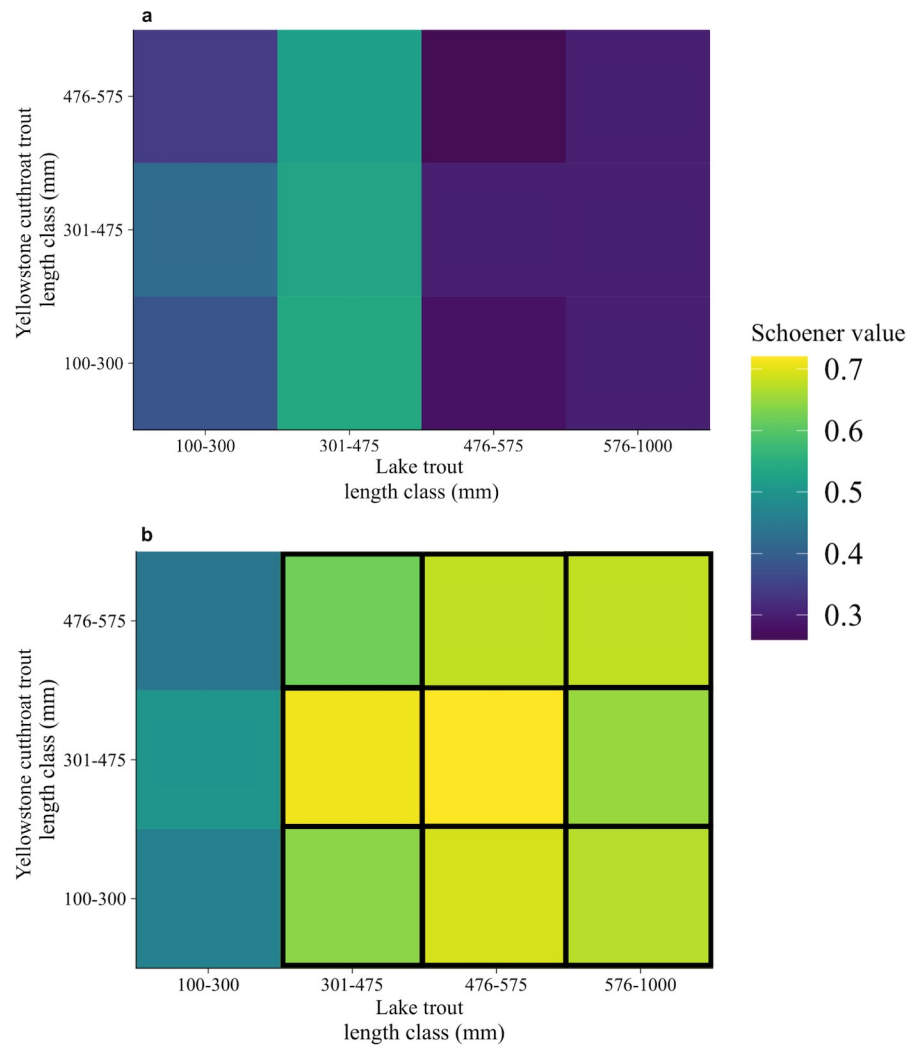 a
Yellowstone cutthroat trout
length class (mm)
476-575
301-475
100-300
100-300
301-475
476-575
576-1000
Lake trout
length class (mm)
Schoener value
0.7
0.6
0.5
0.4
0.3
b
Yellowstone cutthroat trout
length class (mm)
476-575
301-475
100-300
100-300
301-475
476-575
576-1000
Lake trout
length class (mm)